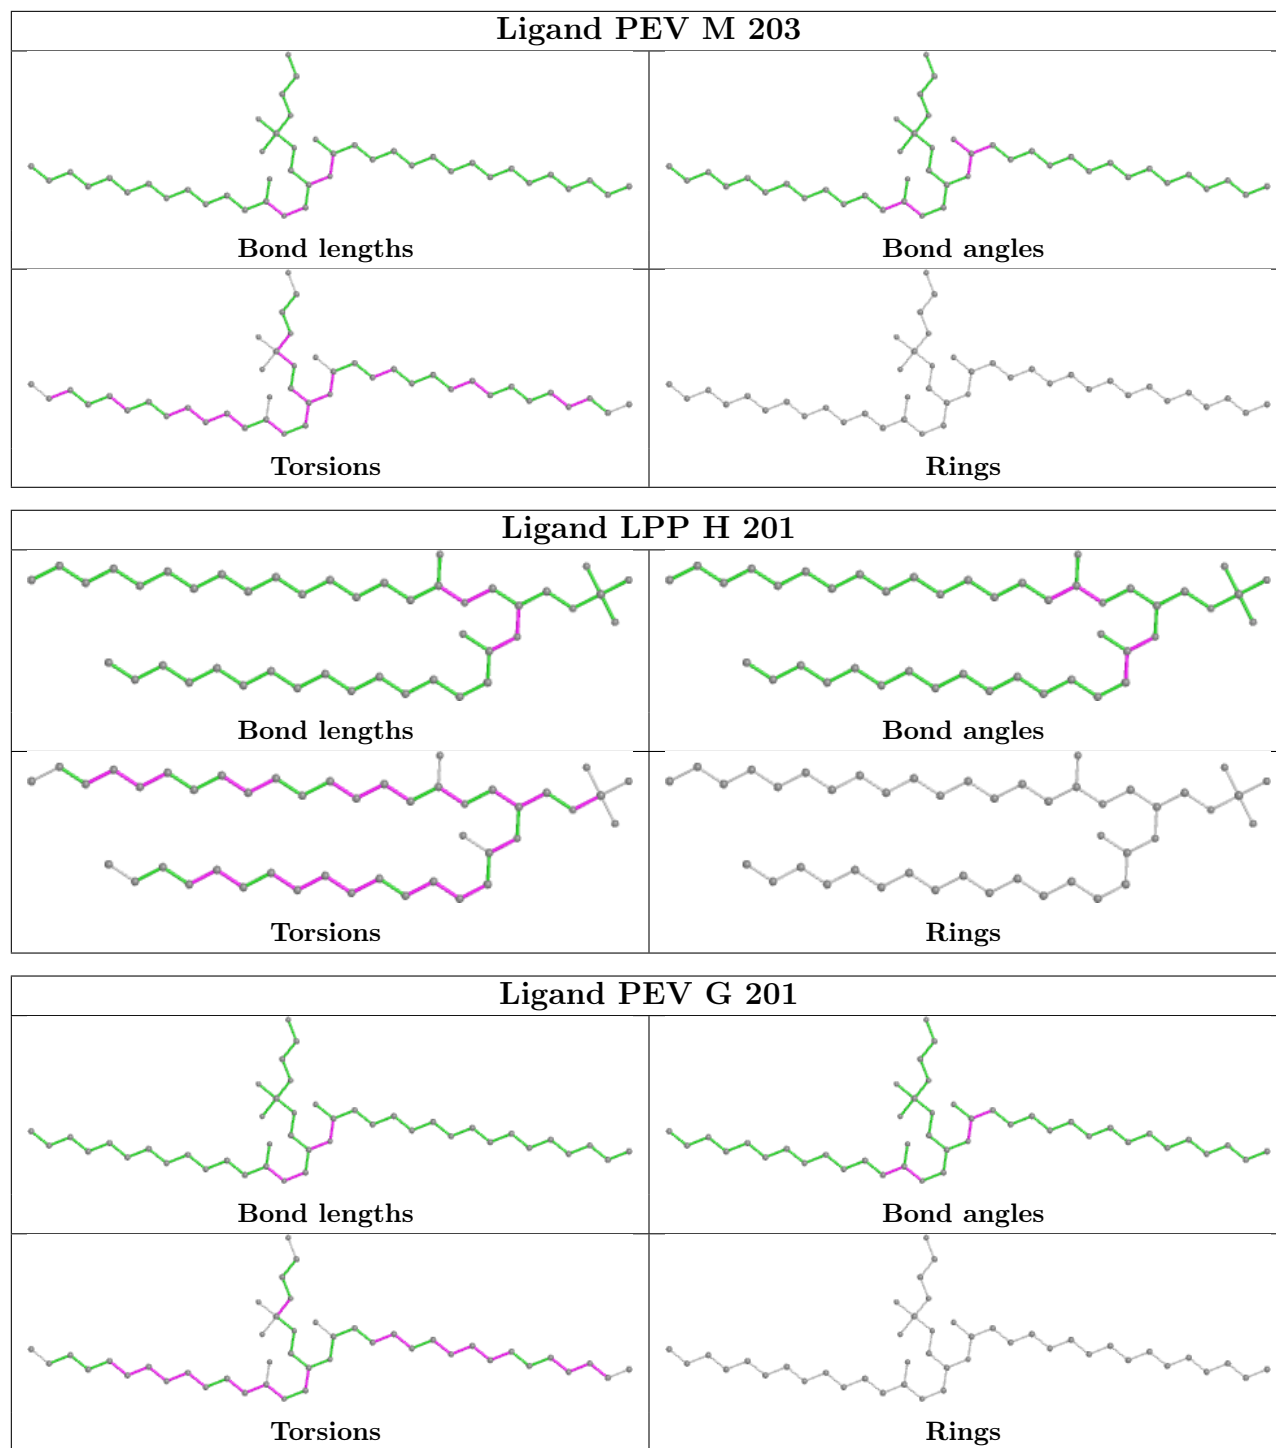 Ligand PEV M 203
Bond lengths
Bond angles
Torsions
Rings
Ligand LPP H 201
Bond lengths
Bond angles
Torsions
Rings
Ligand PEV G 201
Bond lengths
Bond angles
Torsions
Rings